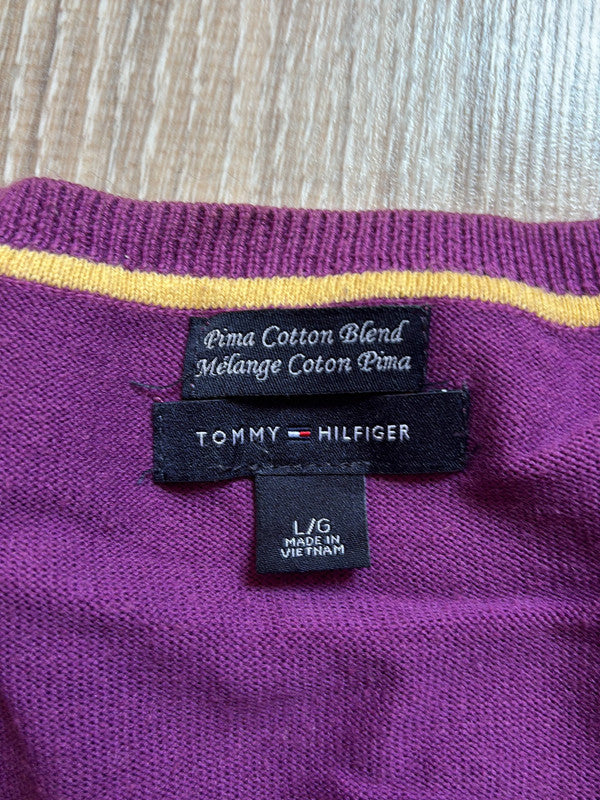 Pima Cotton Blend
Mélange Coton Pima
TOMMY HILFIGER
L/G
MADE IN
VIETNAM